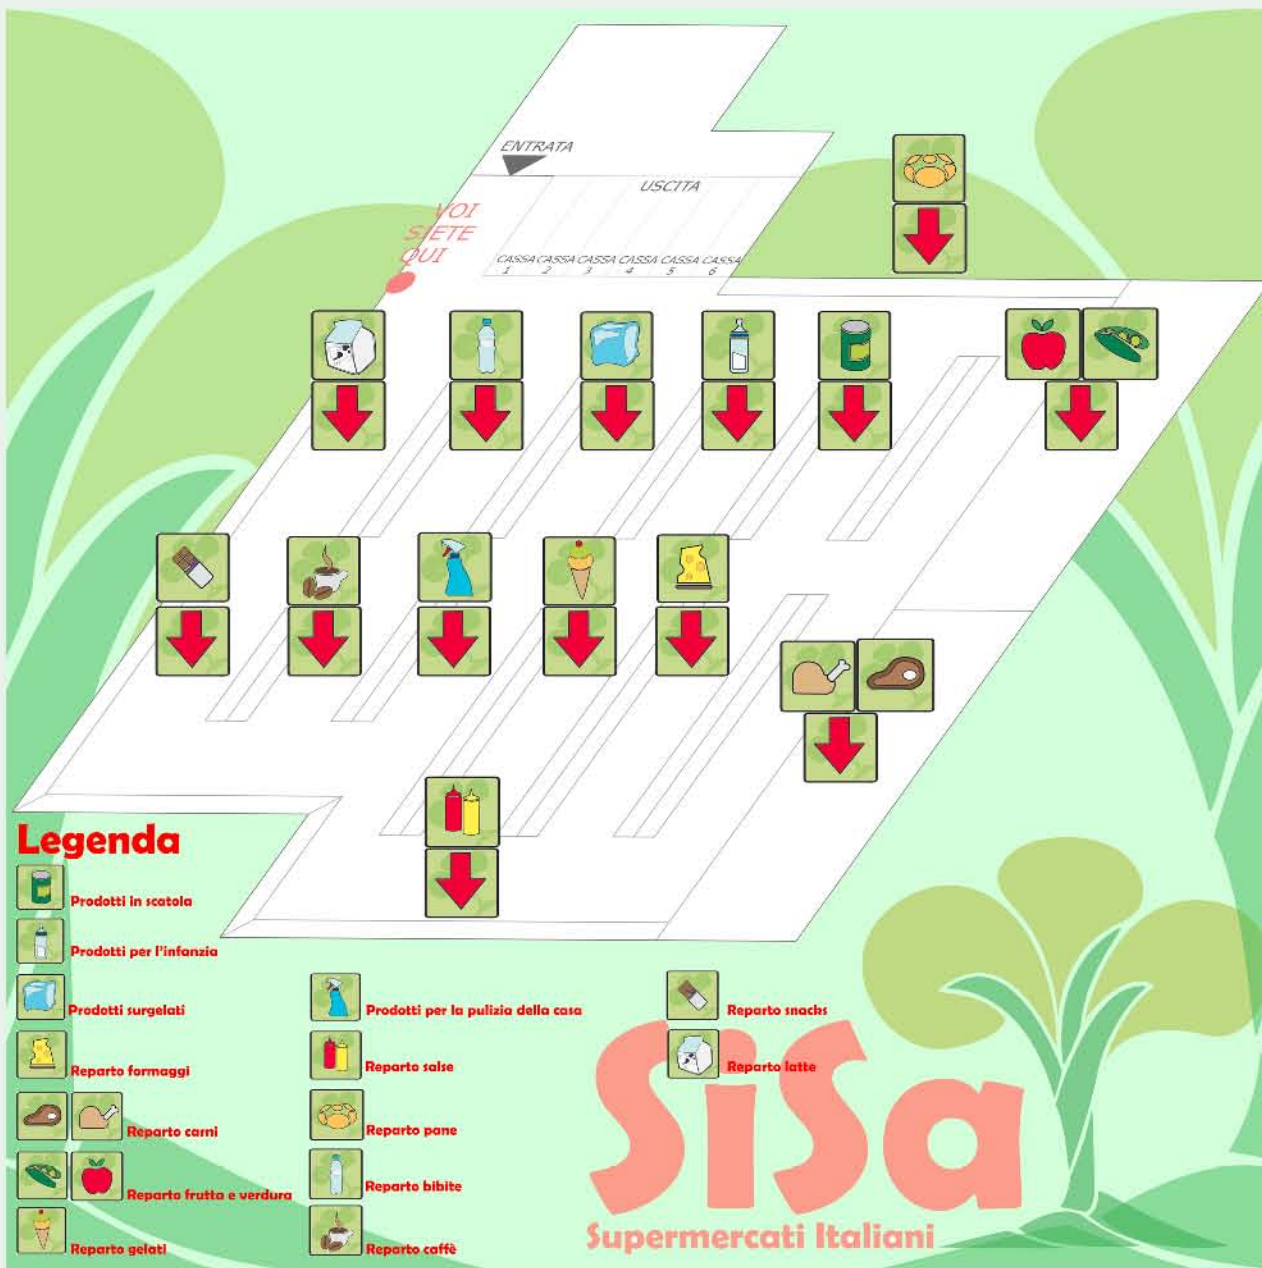 ENTRATA
USCITA
VOI
SIETE
QUI
CASSA CASSA CASSA CASSA CASSA CASSA
1 2 3 4 5 6
Legenda
Prodotti in scatola
Prodotti per l'infanzia
Prodotti surgelati
Reparto formaggi
Reparto carni
Reparto frutta e verdura
Reparto gelati
Prodotti per la pulizia della casa
Reparto salse
Reparto pane
Reparto bibite
Reparto caffè
Reparto snacks
Reparto latte
SiSa
Supermercati Italiani